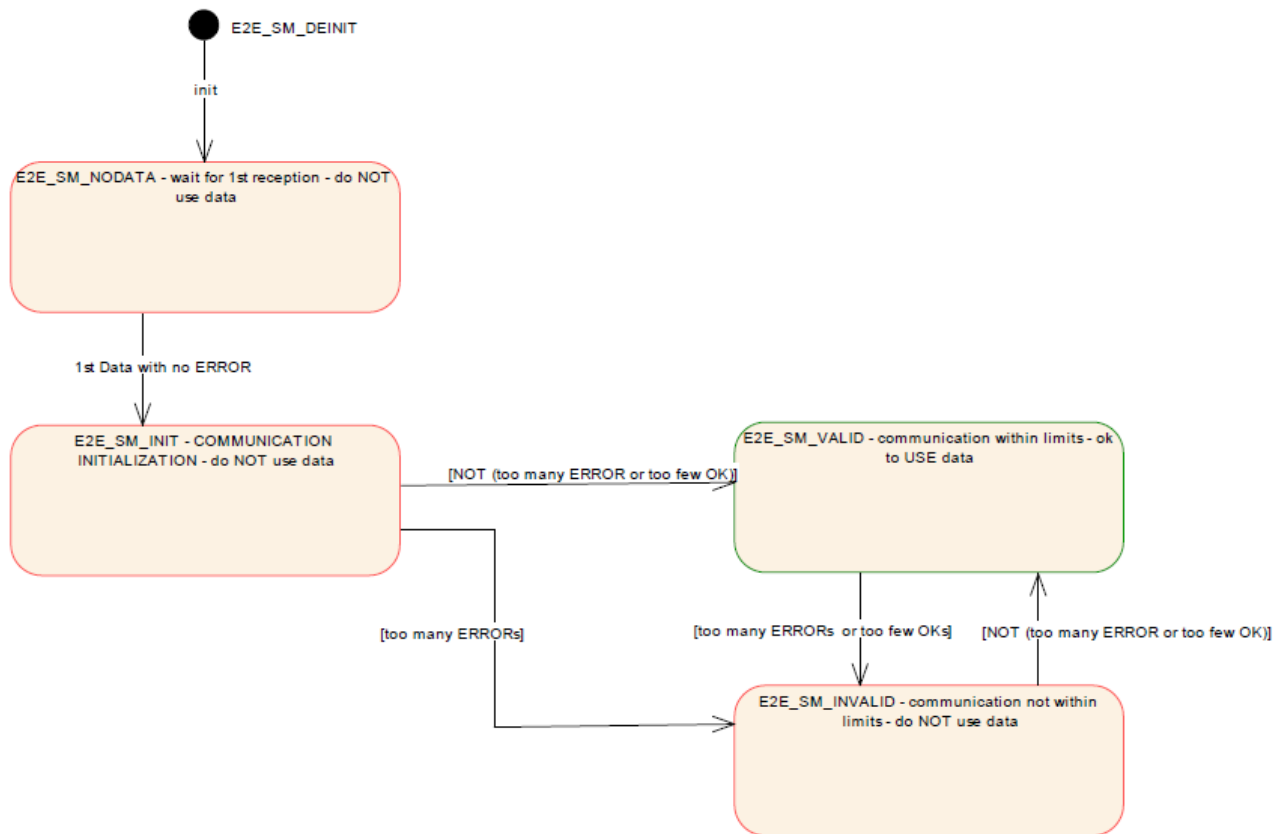 E2E_SM_DEINIT
init
E2E_SM_NODATA - wait for 1st reception - do NOT
use data
1st Data with no ERROR
E2E_SM_INIT - COMMUNICATION
INITIALIZATION - do NOT use data
E2E_SM_VALID - communication within limits - ok
to USE data
[NOT (too many ERROR or too few OK)]
[too many ERRORs]
[too many ERRORs or too few OKs]
[NOT (too many ERROR or too few OK)]
E2E_SM_INVALID - communication not within
limits - do NOT use data